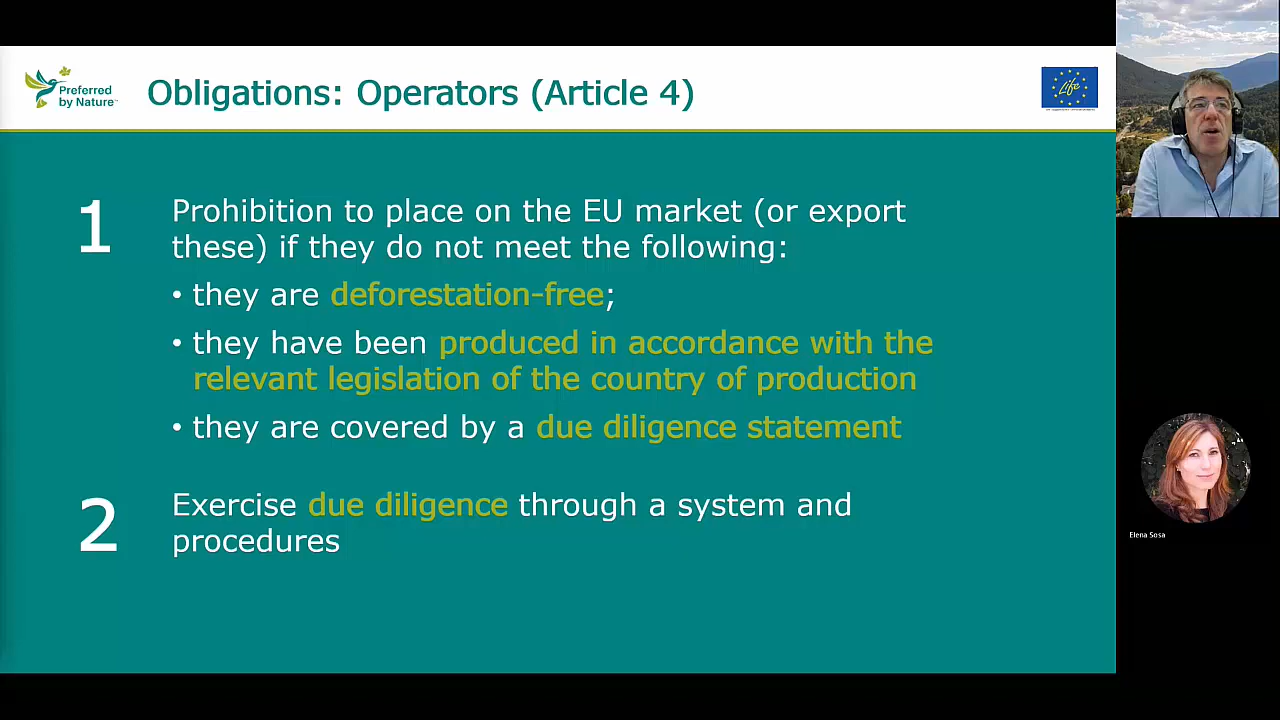 Preferred
by Nature™
Obligations: Operators (Article 4)
Life
1
Prohibition to place on the EU market (or export
these) if they do not meet the following:
• they are deforestation-free;
• they have been produced in accordance with the
relevant legislation of the country of production
• they are covered by a due diligence statement
2
Exercise due diligence through a system and
procedures
Elena Sosa